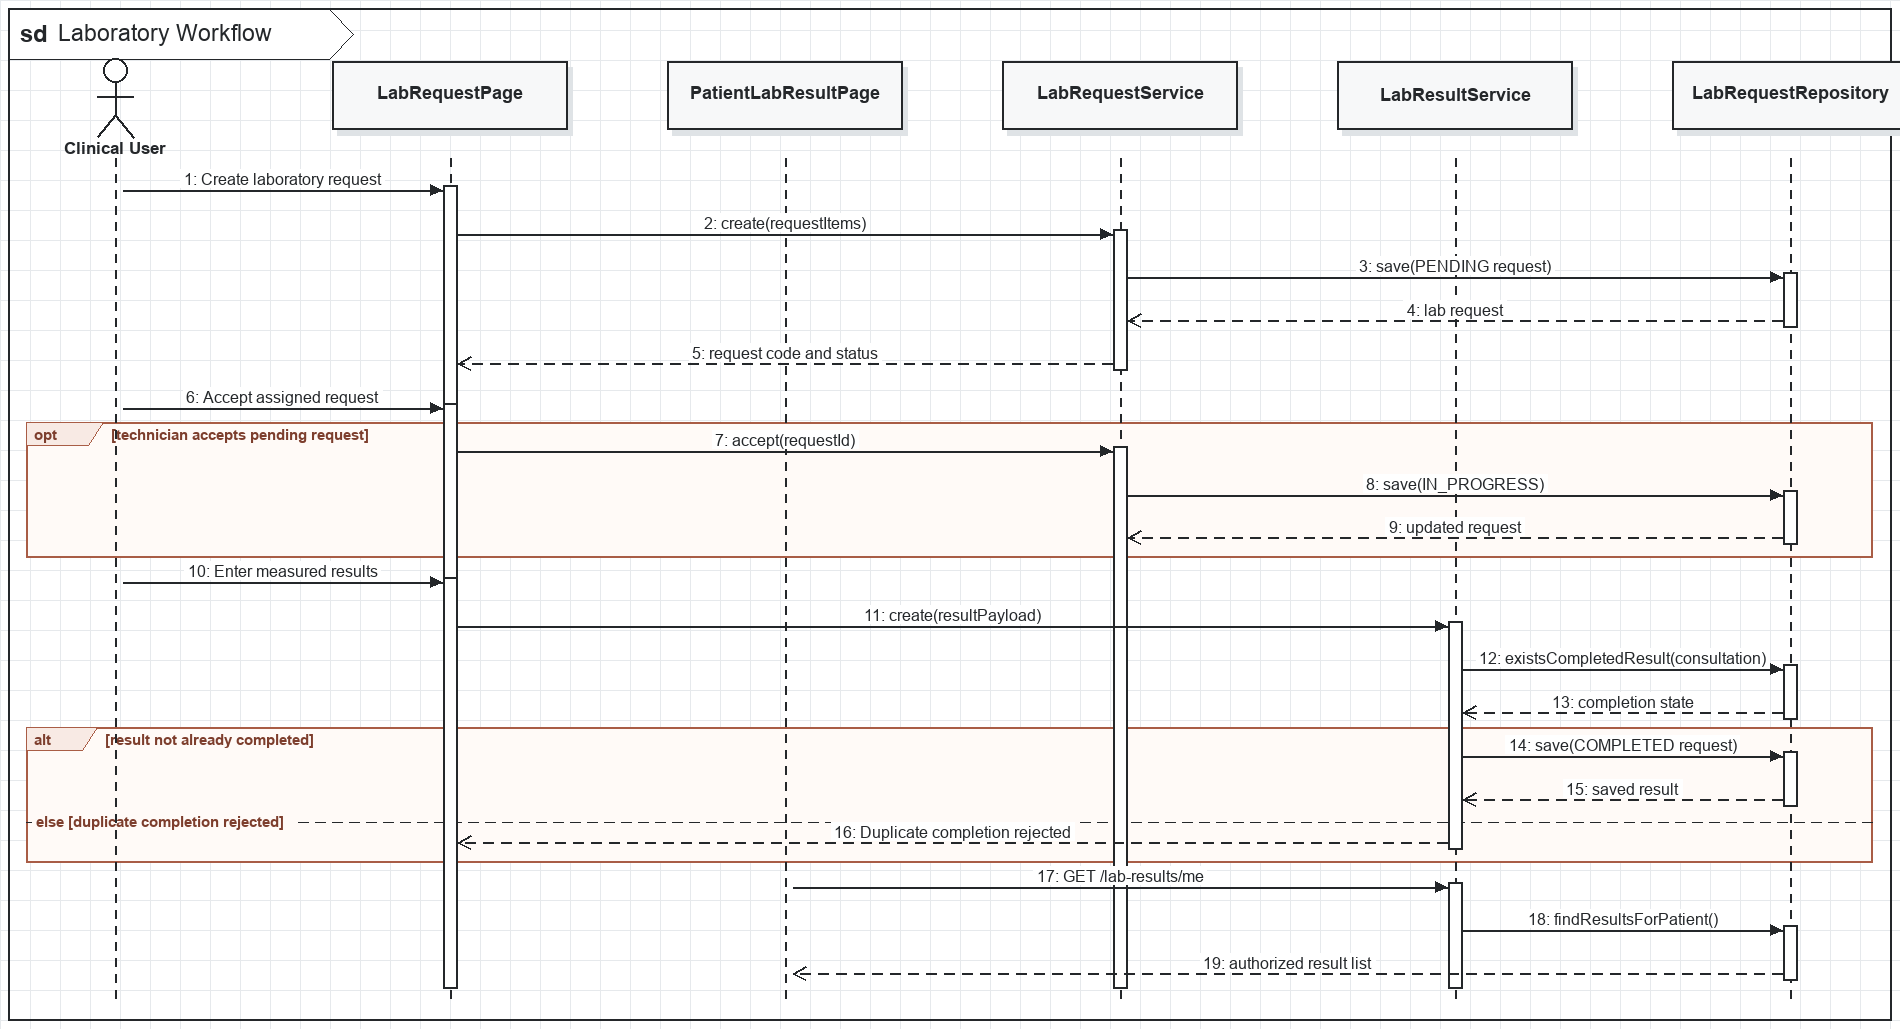 sd Laboratory Workflow
Clinical User
LabRequestPage
PatientLabResultPage
LabRequestService
LabResultService
LabRequestRepository
1: Create laboratory request
2: create(requestItems)
3: save(PENDING request)
4: lab request
5: request code and status
6: Accept assigned request
opt [technician accepts pending request]
7: accept(requestId)
8: save(IN_PROGRESS)
9: updated request
10: Enter measured results
11: create(resultPayload)
12: existsCompletedResult(consultation)
13: completion state
alt [result not already completed]
14: save(COMPLETED request)
15: saved result
else [duplicate completion rejected]
16: Duplicate completion rejected
17: GET /lab-results/me
18: findResultsForPatient()
19: authorized result list